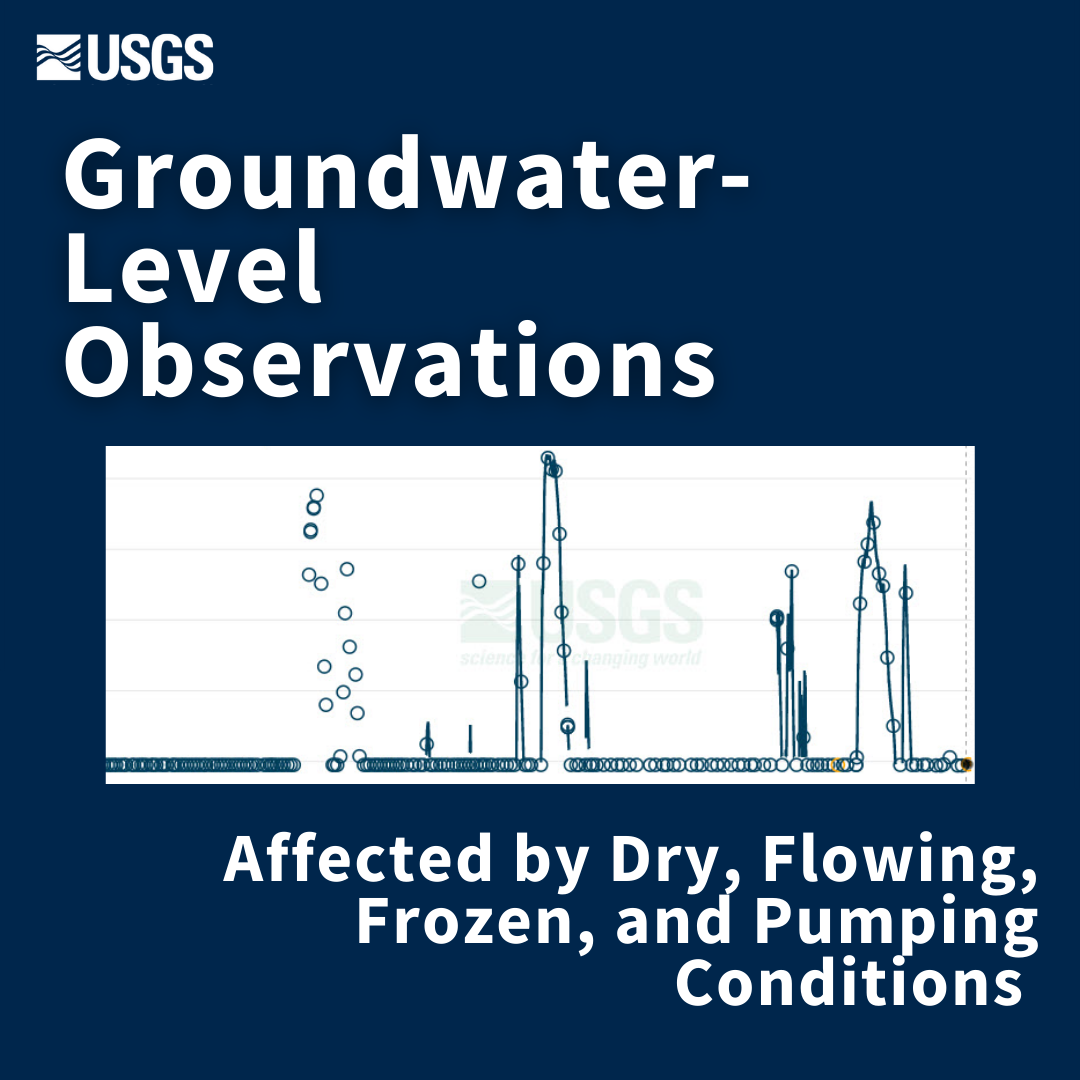 USGS
Groundwater-
Level
Observations
USGS
science for a changing world
Affected by Dry, Flowing,
Frozen, and Pumping
Conditions